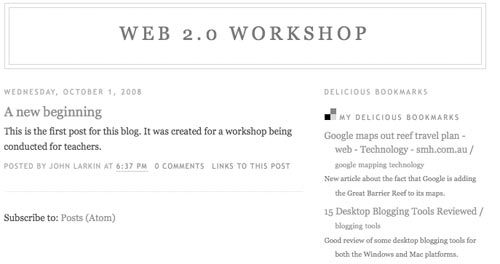 WEB 2.0 WORKSHOP
WEDNESDAY, OCTOBER 1, 2008
A new beginning
This is the first post for this blog. It was created for a workshop being
conducted for teachers.
POSTED BY JOHN LARKIN AT 6:37 PM 0 COMMENTS LINKS TO THIS POST
Subscribe to: Posts (Atom)
DELICIOUS BOOKMARKS
MY DELICIOUS BOOKMARKS
Google maps out reef travel plan -
web - Technology - smh.com.au /
google mapping technology
New article about the fact that Google is adding
the Great Barrier Reef to its maps.
15 Desktop Blogging Tools Reviewed /
blogging tools
Good review of some desktop blogging tools for
both the Windows and Mac platforms.